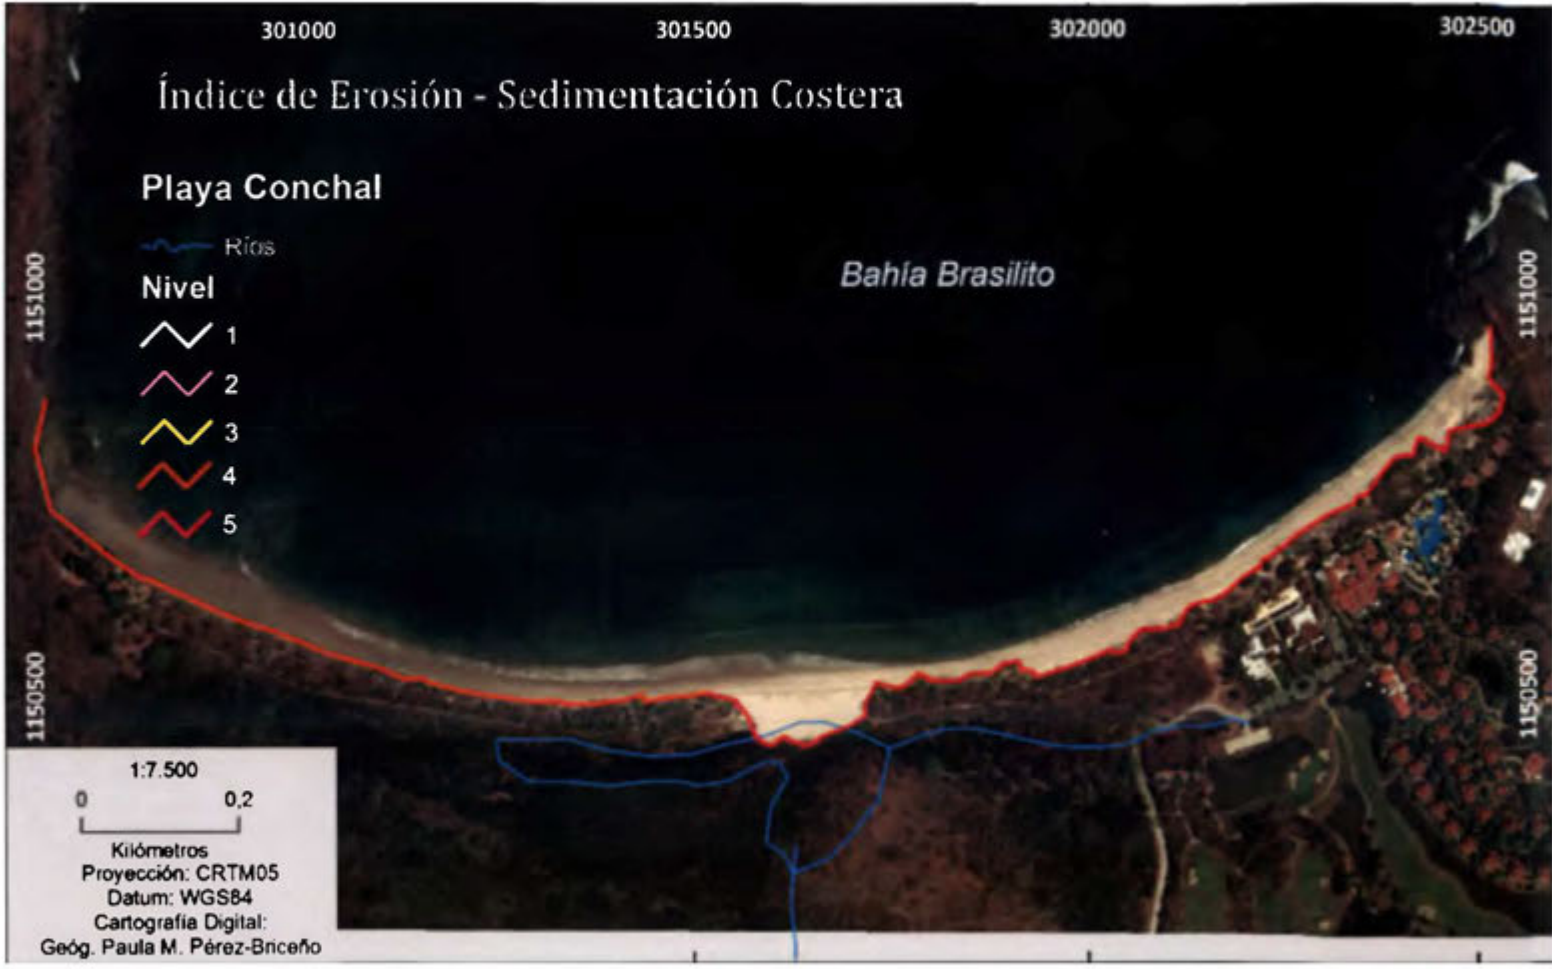 301000 301500 302000 302500
Índice de Erosión - Sedimentación Costera
Playa Conchal
Ríos
Bahía Brasilito
1151000
1151000
Nivel
1
2
3
4
5
1150500
1150500
1:7.500
0 0,2
Kilómetros
Proyección: CRTM05
Datum: WGS84
Cartografía Digital:
Geóg. Paula M. Pérez-Briceño